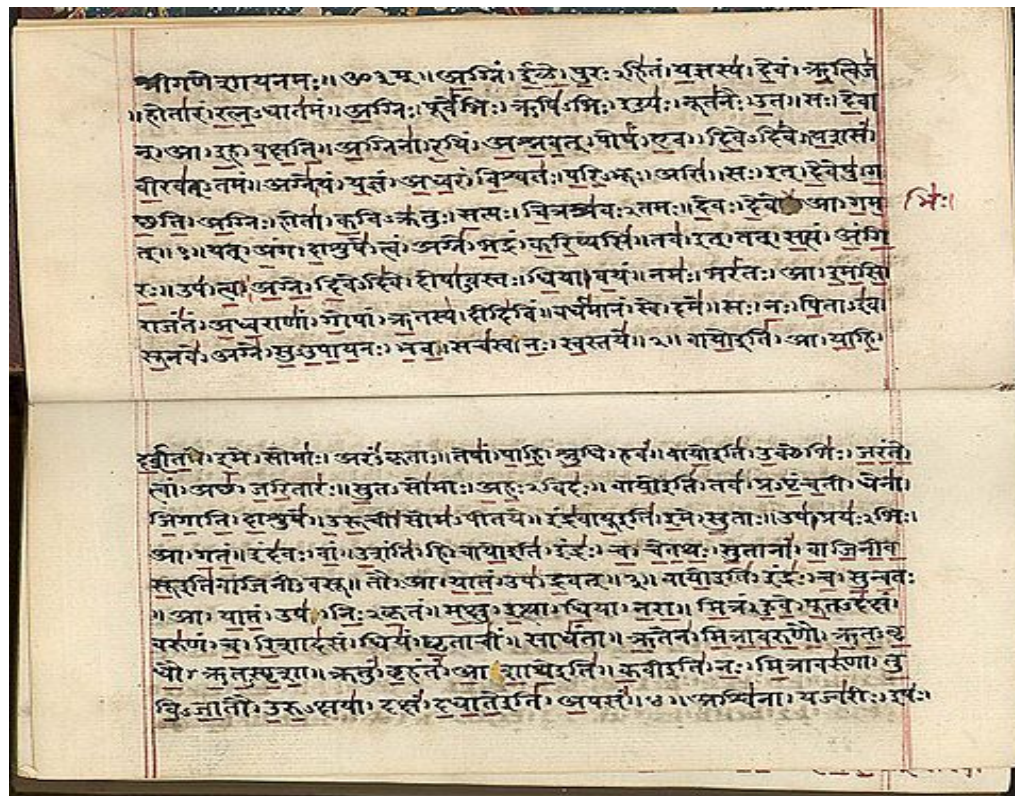 श्रीगणेशायनमः॥ॐ३म्॥अग्निं।ईळे।पुरःऽहितं।यज्ञस्य।देवं।ऋत्विजं
॥होतारं।रत्नऽधातमं॥अग्निः।पूर्वेभिः।ऋषिऽभिः।ईड्यः।नूतनैः।उत॥सः।देवा
न्।आ।इह।वक्षति॥अग्निना।रयिं।अश्नवत्।पोषं।एव।दिवेऽदिवे॥यशसं।
वीरवत्ऽतमं॥अग्ने।यं।यज्ञं।अध्वरं।विश्वतः।परिऽभूः।असि॥सः।इत्।देवेषु।ग
छति॥अग्निः।होता।कविऽक्रतुः।सत्यः।चित्रश्रवःऽतमः॥देवः।देवे आ।गम भिः।
त्॥१॥यत्।अंग।दाशुषे।त्वं।अग्ने।भद्रं।करिष्यसि॥तव।इत्।तत्।सत्यं।अंगि
रः॥उप।त्वा।अग्ने।दिवेऽदिवे।दोषाऽवस्तः।धिया।वयं॥नमः।भरंतः।आ।इमसि॥
राजंतं।अध्वराणां।गोपां।ऋतस्य।दीदिविं॥वर्धमानं।स्वे।दमे॥सः।नः।पिताऽइव।
सूनवे।अग्ने।सुऽउपायनः।भव॥सचस्व।नः।स्वस्तये॥२॥वायोइति।आ।याहि।
दर्शत।इमे।सोमाः।अरंऽकृताः॥तेषां।पाहि।श्रुधि।हवं॥वायोइति।उक्थेभिः।जरंते।
त्वां।अछ।जरितारः॥सुतऽसोमाः।अहःऽविदः॥वायोइति।तव।प्रऽपृंचती।धेना।
जिगाति।दाशुषे॥उरूची।सोमऽपीतये॥इंद्रवायूइति।इमे।सुताः॥उप।प्रयःऽभिः।
आ।गतं॥इंदवः।वां।उशंति।हि॥वायोइति।इंद्रः।च।चेतथः।सुतानां।वाजिनीव
सूइतिवाजिनीऽवसू॥तौ।आ।यातं।उप।द्रवत्॥३॥वायोइति।इंद्रः।च।सुन्वतः
॥आ।यातं।उप।निःऽकृतं॥मक्षु।इत्था।धिया।नरा॥मित्रं।हुवे।पूतऽदक्षं।
वरुणं।च।रिशादसं॥धियं।घृताचीं॥साधंता॥ऋतेन।मित्रावरुणौ।ऋतऽवृ
धौ।ऋतऽस्पृशा॥क्रतुं।बृहंतं।आ।शाथेइति॥कवीइति।नः।मित्रावरुणा।तु
विऽजातौ।उरुऽक्षया॥दक्षं।दधातेइति।अपसं॥४॥अश्विना।यज्वरीः।इषः।